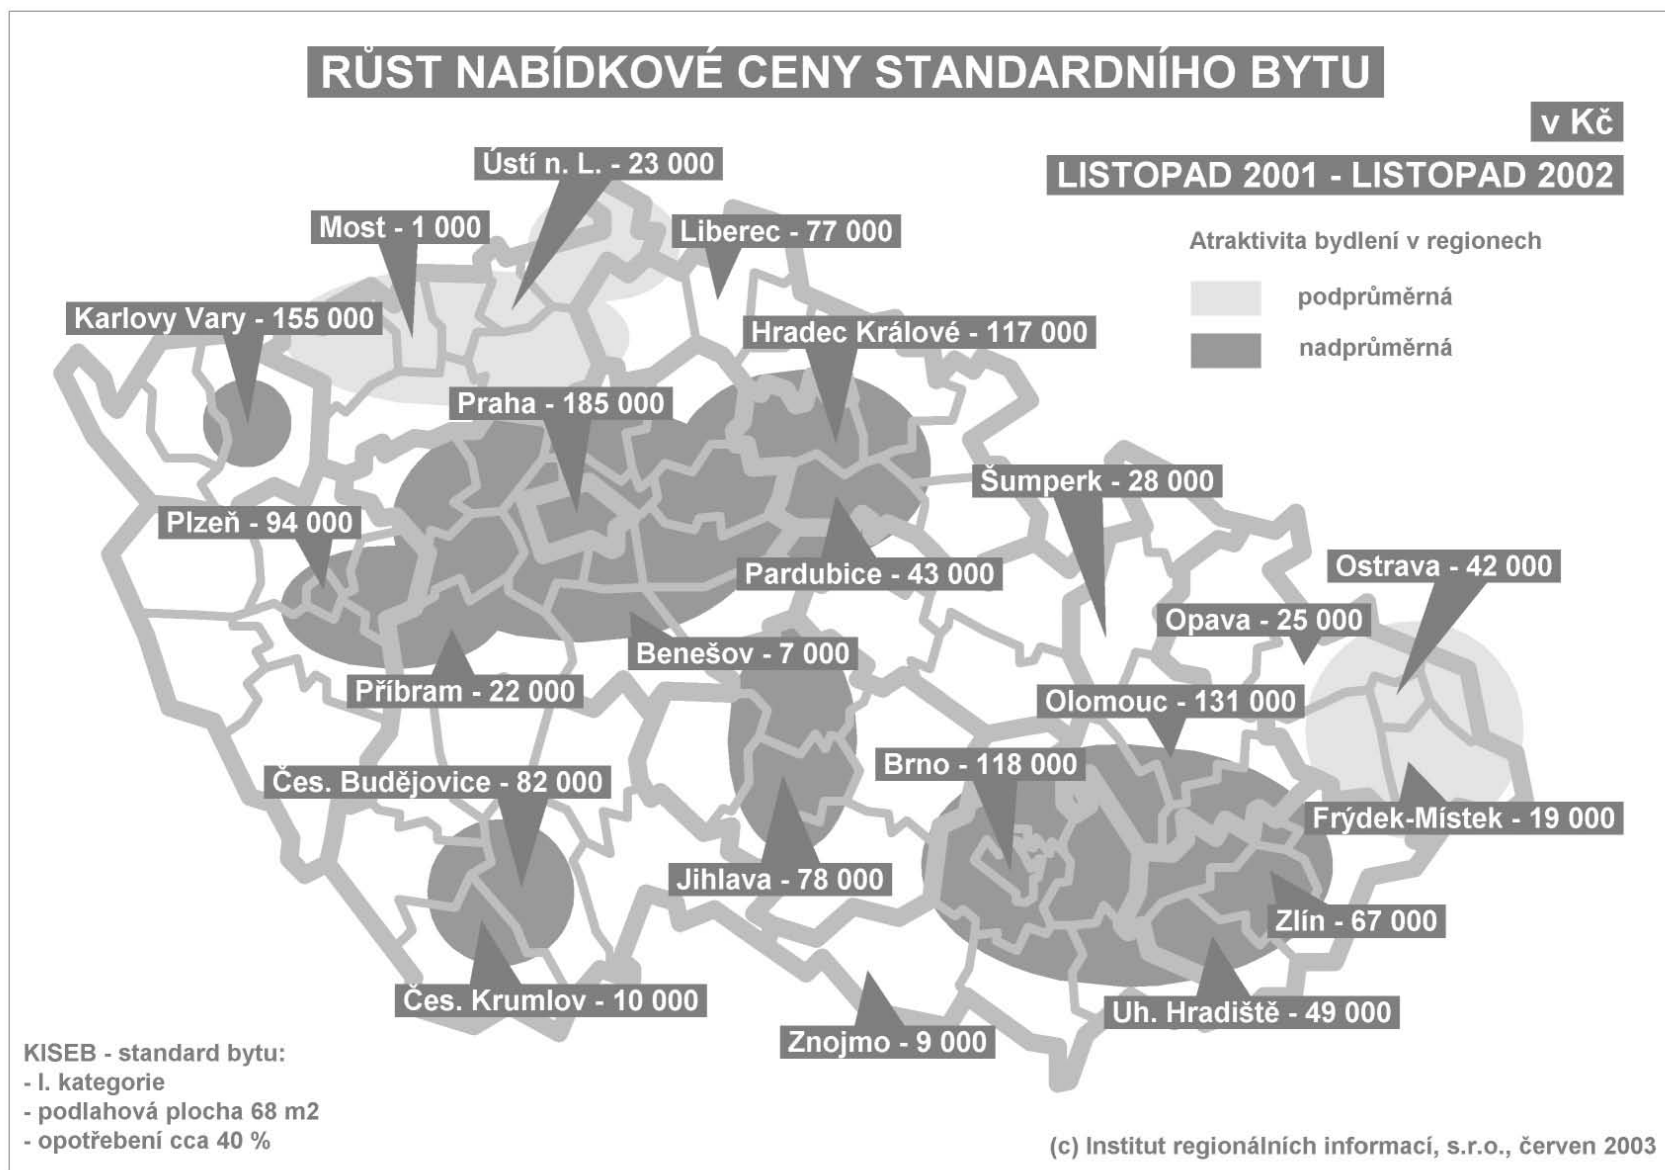 RŮST NABÍDKOVÉ CENY STANDARDNÍHO BYTU
v Kč
LISTOPAD 2001 - LISTOPAD 2002
Ústí n. L. - 23 000
Most - 1 000
Liberec - 77 000
Atraktivita bydlení v regionech
podprůměrná
nadprůměrná
Karlovy Vary - 155 000
Hradec Králové - 117 000
Praha - 185 000
Šumperk - 28 000
Plzeň - 94 000
Pardubice - 43 000
Ostrava - 42 000
Opava - 25 000
Benešov - 7 000
Příbram - 22 000
Olomouc - 131 000
Brno - 118 000
Čes. Budějovice - 82 000
Frýdek-Místek - 19 000
Jihlava - 78 000
Zlín - 67 000
Čes. Krumlov - 10 000
Uh. Hradiště - 49 000
Znojmo - 9 000
KISEB - standard bytu:
- I. kategorie
- podlahová plocha 68 m2
- opotřebení cca 40 %
(c) Institut regionálních informací, s.r.o., červen 2003